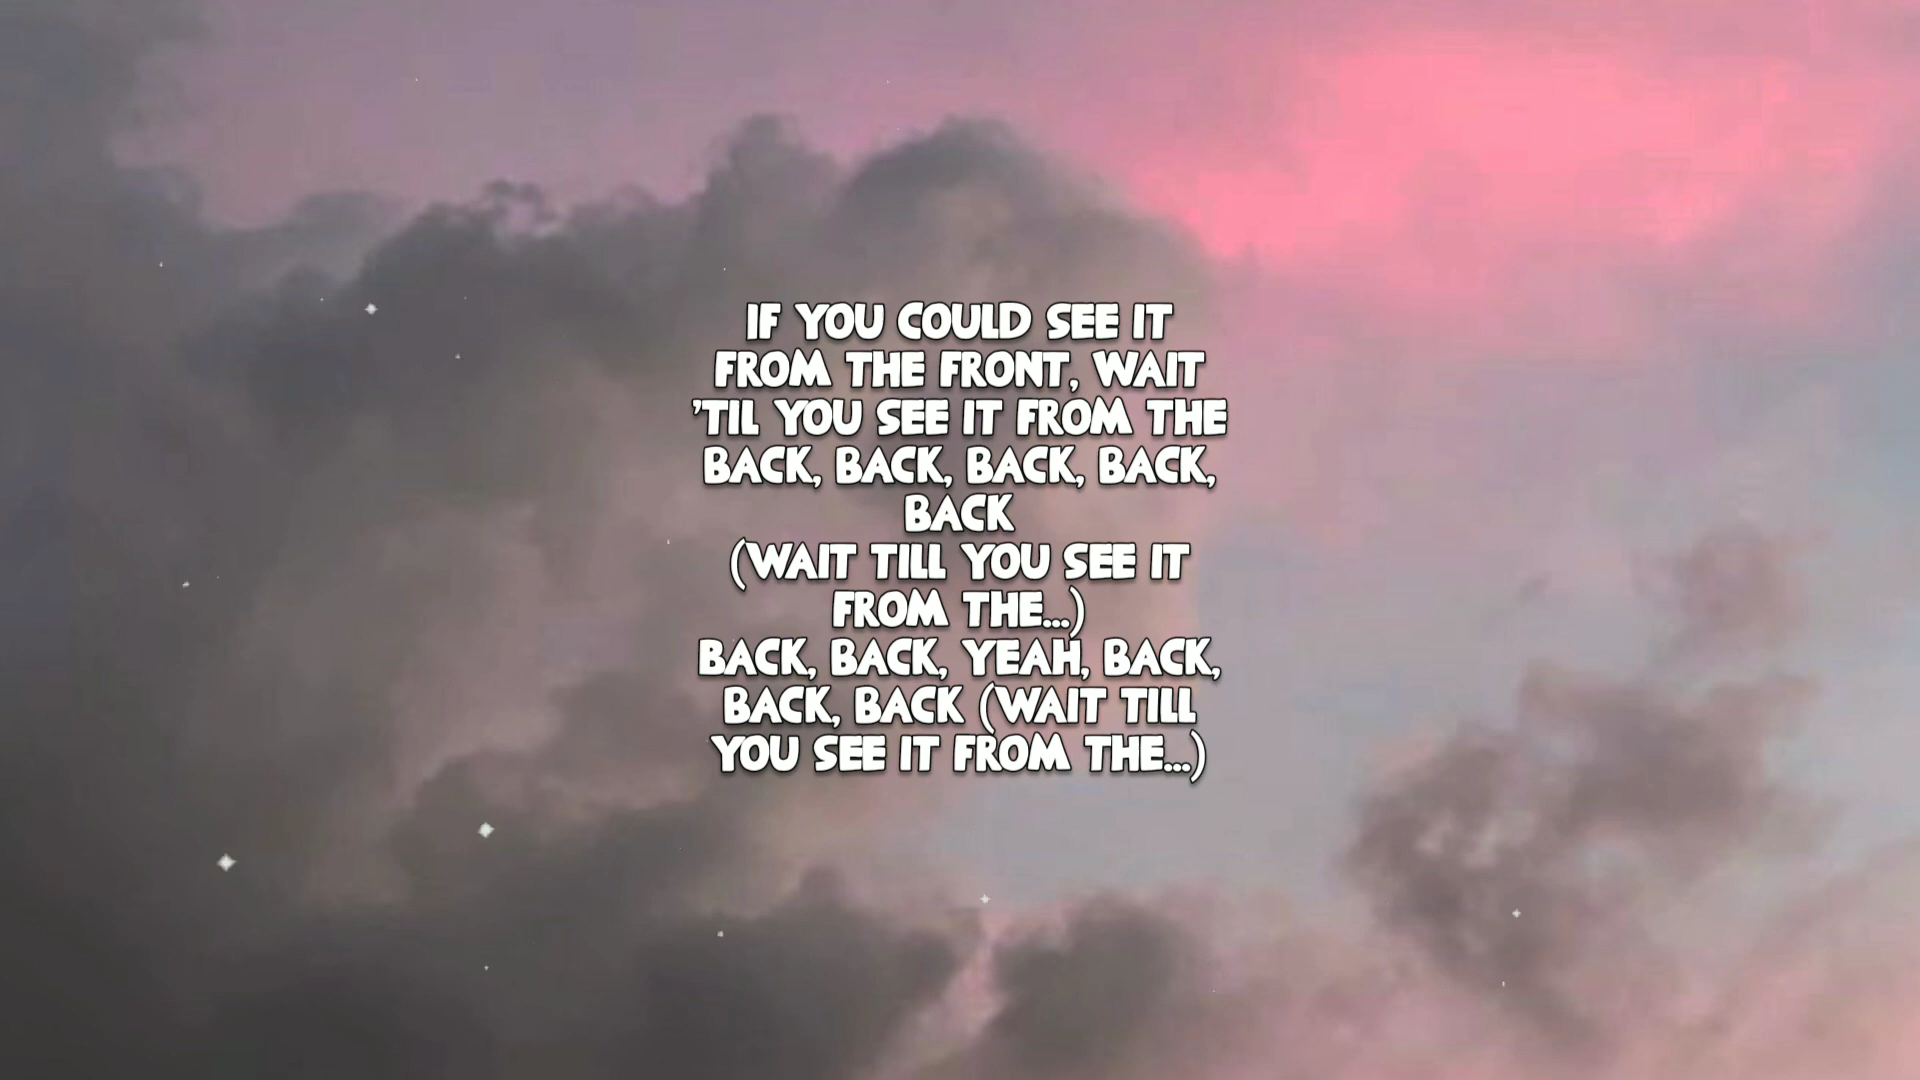 IF YOU COULD SEE IT
FROM THE FRONT, WAIT
'TIL YOU SEE IT FROM THE
BACK, BACK, BACK, BACK,
BACK
(WAIT TILL YOU SEE IT
FROM THE...)
BACK, BACK, YEAH, BACK,
BACK, BACK (WAIT TILL
YOU SEE IT FROM THE...)